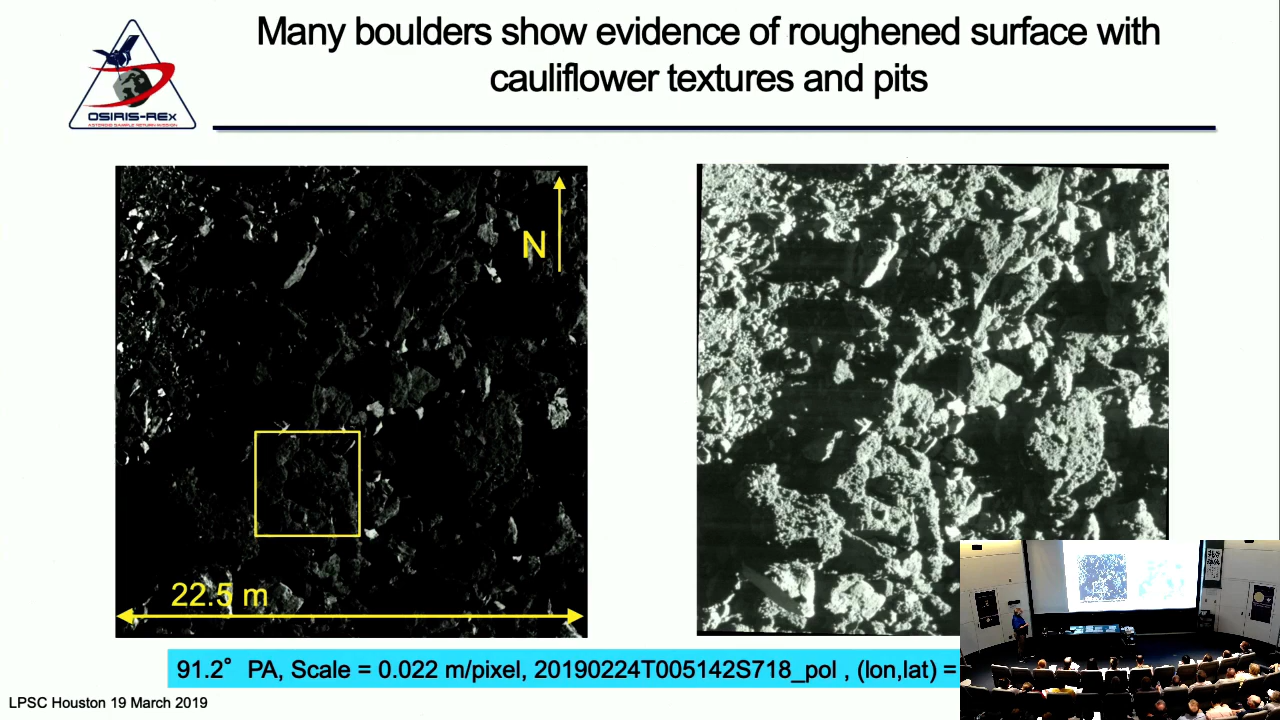 Many boulders show evidence of roughened surface with
cauliflower textures and pits
OSIRIS-REx
ASTEROID SAMPLE RETURN MISSION
N
22.5 m
91.2° PA, Scale = 0.022 m/pixel, 20190224T005142S718_pol , (lon,lat) =
LPSC Houston 19 March 2019